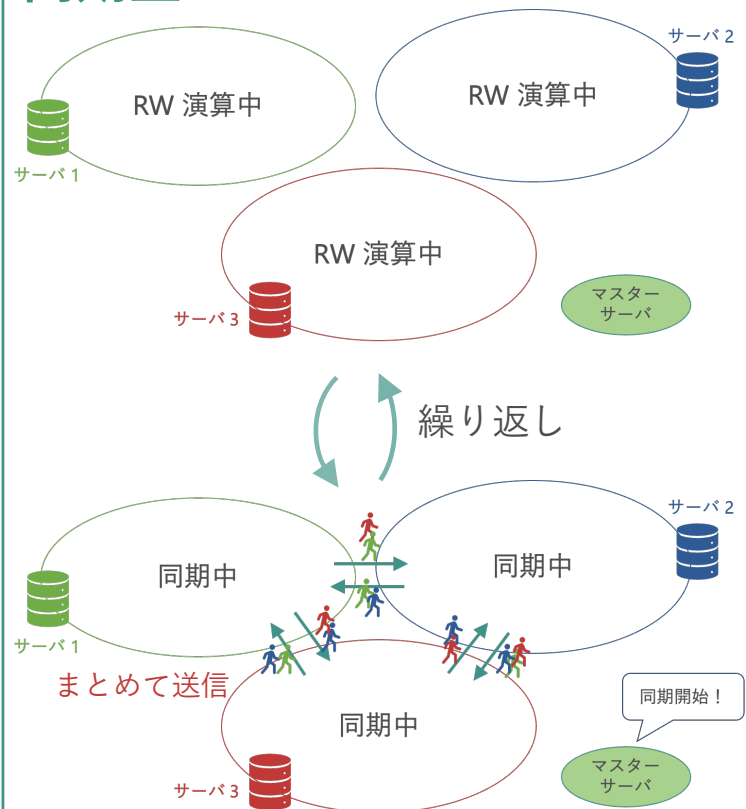 サーバ 2
RW 演算中
RW 演算中
サーバ 1
RW 演算中
サーバ 3
マスター
サーバ
繰り返し
サーバ 2
同期中
同期中
サーバ 1
まとめて送信
同期中
同期開始！
サーバ 3
マスター
サーバ